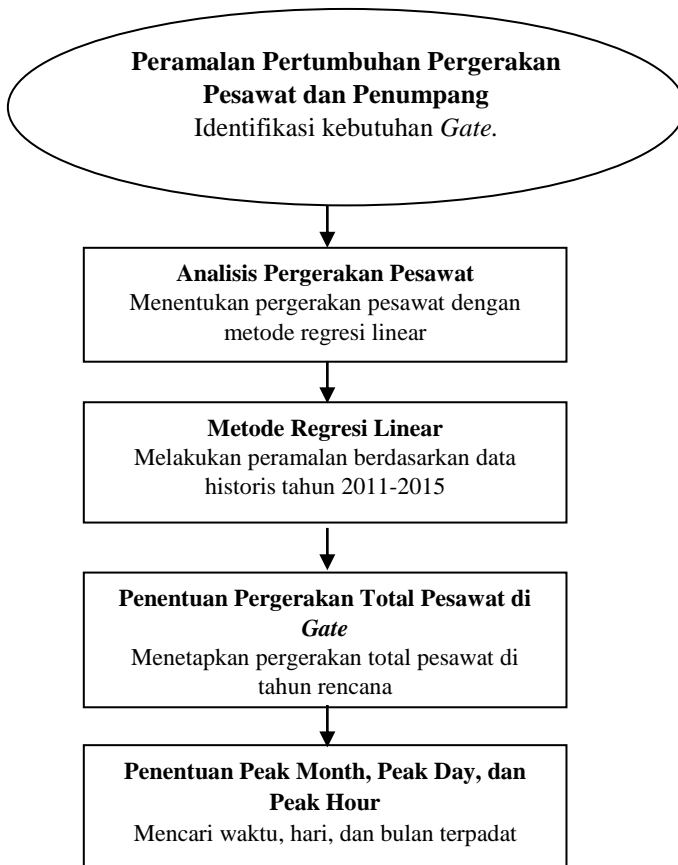 Peramalan Pertumbuhan Pergerakan
Pesawat dan Penumpang
Identifikasi kebutuhan Gate.
Analisis Pergerakan Pesawat
Menentukan pergerakan pesawat dengan
metode regresi linear
Metode Regresi Linear
Melakukan peramalan berdasarkan data
historis tahun 2011-2015
Penentuan Pergerakan Total Pesawat di
Gate
Menetapkan pergerakan total pesawat di
tahun rencana
Penentuan Peak Month, Peak Day, dan
Peak Hour
Mencari waktu, hari, dan bulan terpadat